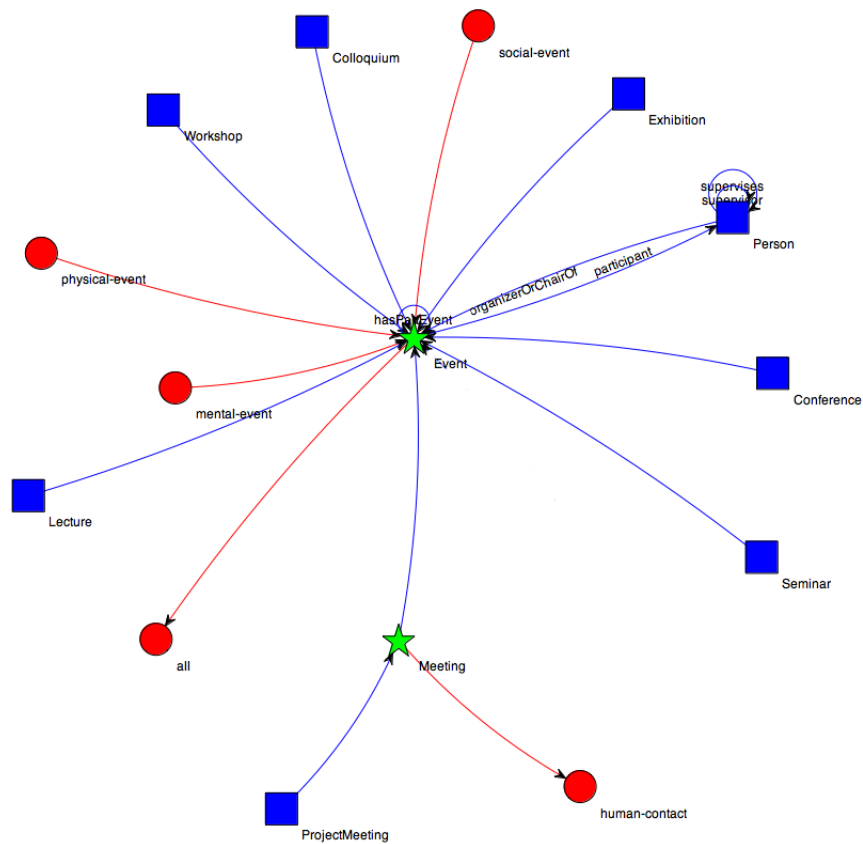 social-event
Colloquium
Exhibition
Workshop
supervises
supervisor
Person
physical-event
organizerOrChairOf
participant
hasPartEvent
Event
Conference
mental-event
Lecture
Seminar
all
Meeting
human-contact
ProjectMeeting